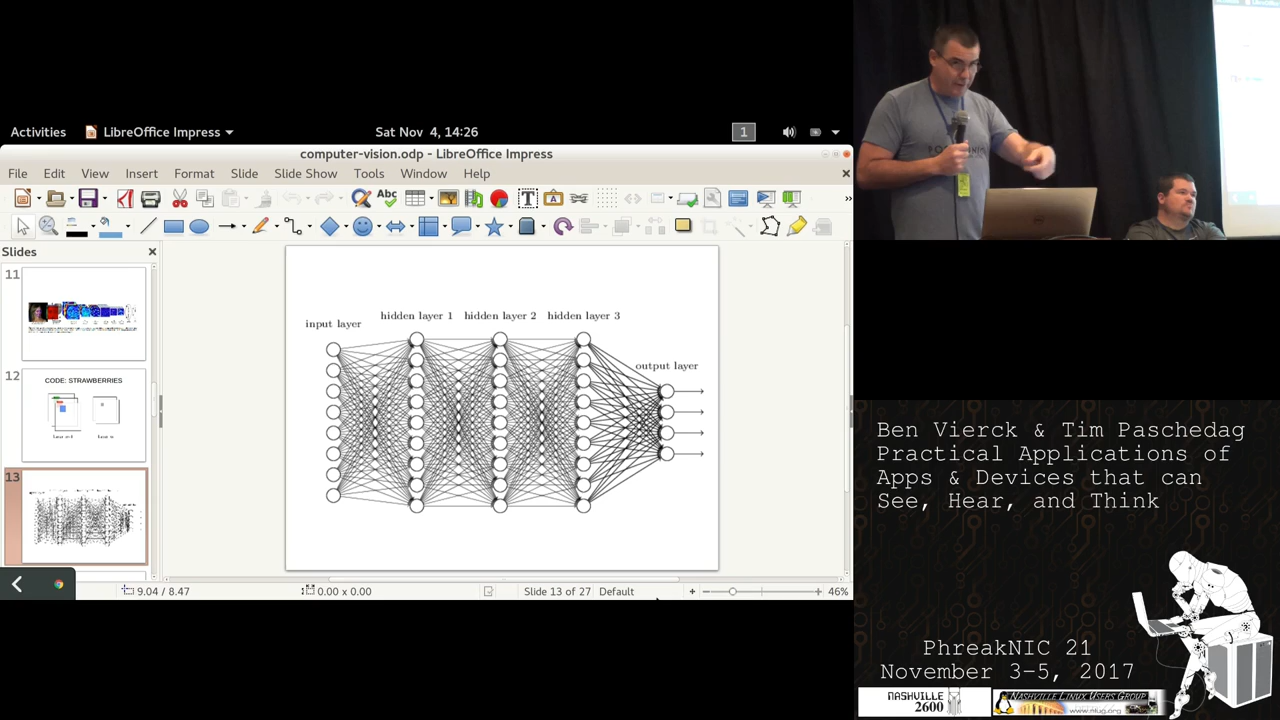 Activities
LibreOffice Impress
Sat Nov 4, 14:26
1
computer-vision.odp - LibreOffice Impress
File Edit View Insert Format Slide Slide Show Tools Window Help
Abc
Slides
11
12
CODE: STRAWBERRIES
13
input layer
hidden layer 1 hidden layer 2 hidden layer 3
output layer
9.04 / 8.47
0.00 x 0.00
Slide 13 of 27
Default
46%
Ben Vierck & Tim Paschedag
Practical Applications of
Apps & Devices that can
See, Hear, and Think
PhreakNIC 21
November 3-5, 2017
NASHVILLE
2600
NASHVILLE LINUX USERS GROUP
www.nlug.org